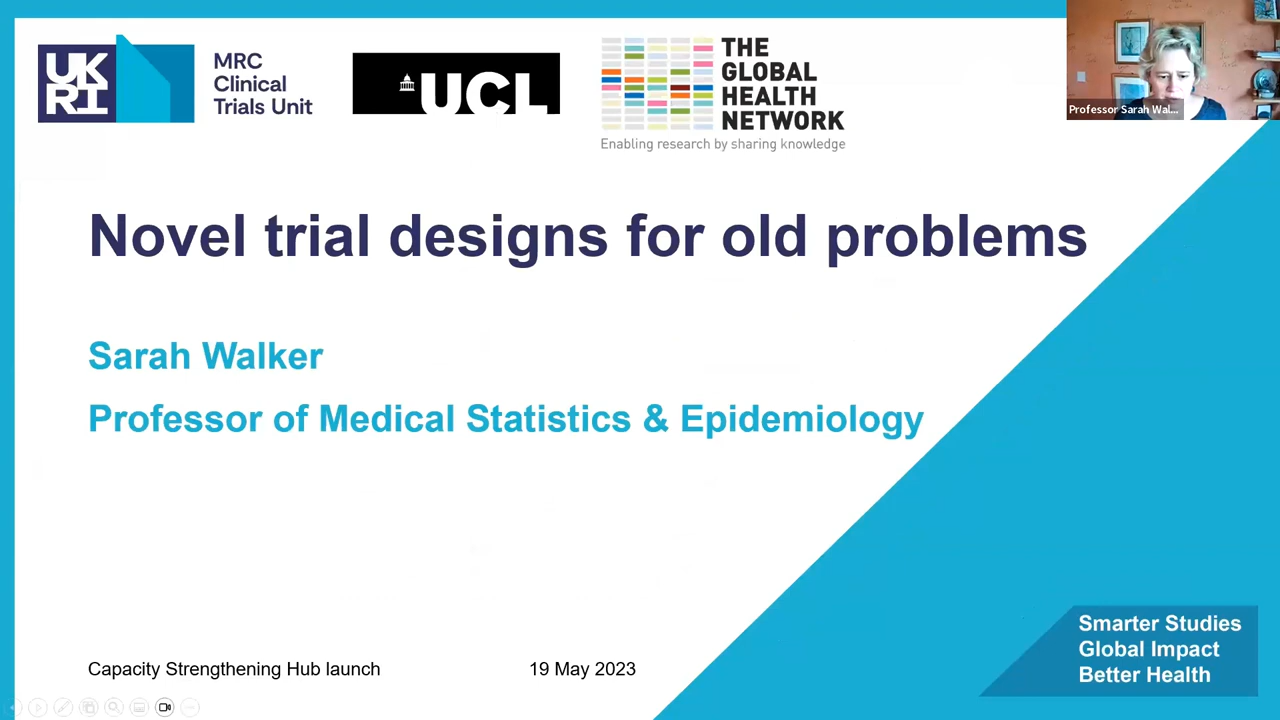 UK
RI
MRC
Clinical
Trials Unit
UCL
THE
GLOBAL
HEALTH
NETWORK
Enabling research by sharing knowledge
Professor Sarah Wal...
Novel trial designs for old problems
Sarah Walker
Professor of Medical Statistics & Epidemiology
Smarter Studies
Global Impact
Better Health
Capacity Strengthening Hub launch
19 May 2023